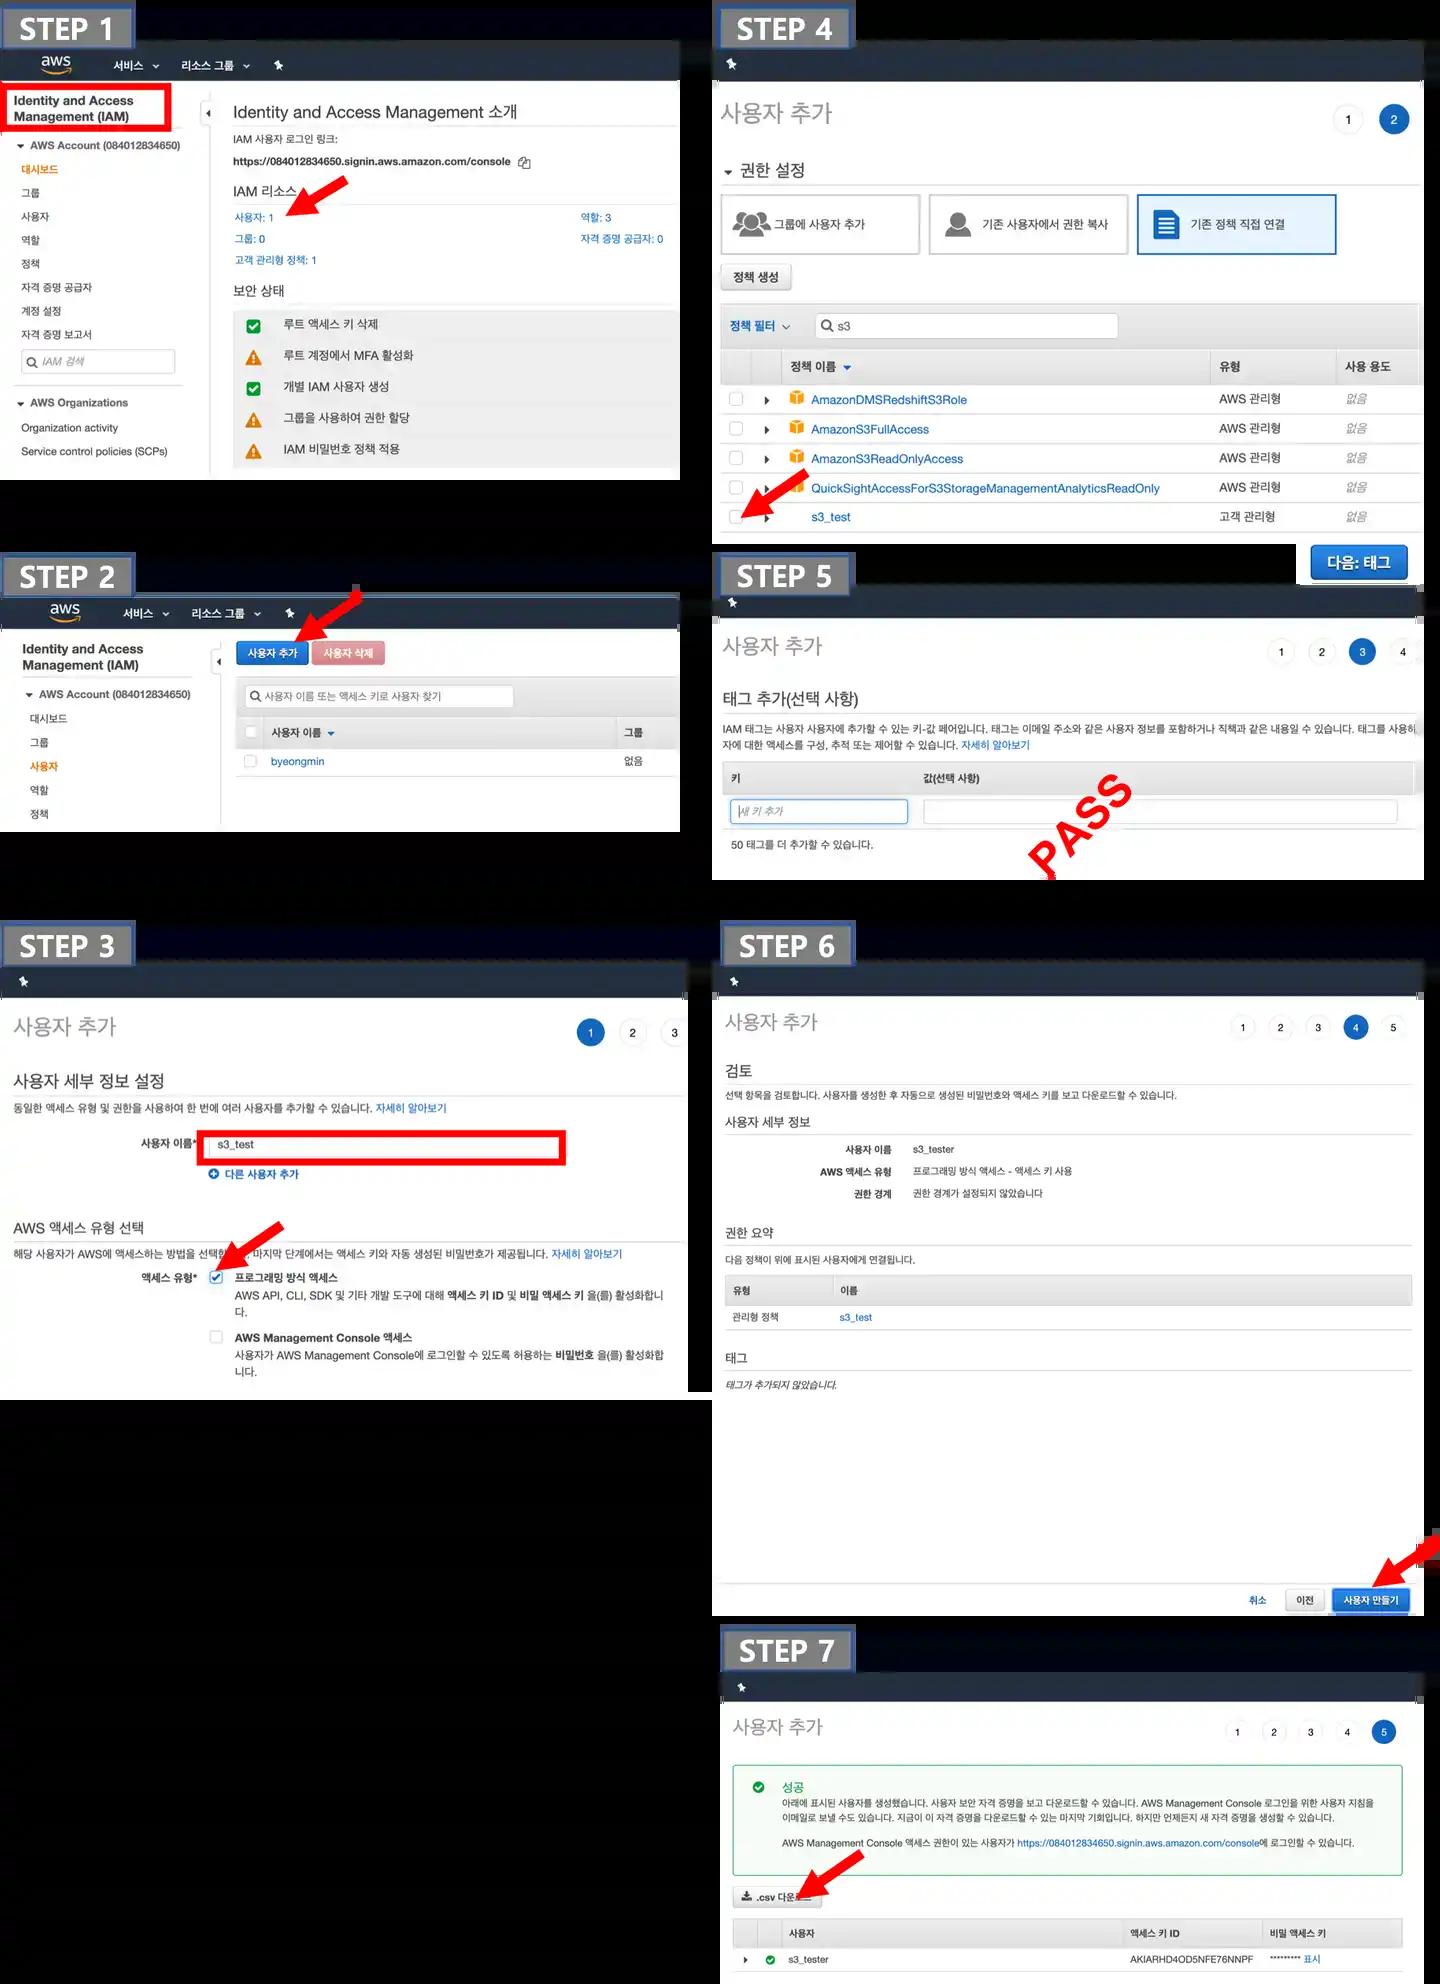 STEP 1
aws
서비스
리소스 그룹
Identity and Access
Management (IAM)
AWS Account (084012834650)
대시보드
그룹
사용자
역할
정책
자격 증명 공급자
계정 설정
자격 증명 보고서
IAM 검색
AWS Organizations
Organization activity
Service control policies (SCPs)
Identity and Access Management 소개
IAM 사용자 로그인 링크:
https://084012834650.signin.aws.amazon.com/console
IAM 리소스
사용자: 1
역할: 3
그룹: 0
자격 증명 공급자: 0
고객 관리형 정책: 1
보안 상태
루트 액세스 키 삭제
루트 계정에서 MFA 활성화
개별 IAM 사용자 생성
그룹을 사용하여 권한 할당
IAM 비밀번호 정책 적용
STEP 2
aws
서비스
리소스 그룹
Identity and Access
Management (IAM)
AWS Account (084012834650)
대시보드
그룹
사용자
역할
정책
사용자 추가
사용자 삭제
사용자 이름 또는 액세스 키로 사용자 찾기
사용자 이름
그룹
byeongmin
없음
STEP 3
사용자 추가
1 2 3
사용자 세부 정보 설정
동일한 액세스 유형 및 권한을 사용하여 한 번에 여러 사용자를 추가할 수 있습니다. 자세히 알아보기
사용자 이름* s3_test
다른 사용자 추가
AWS 액세스 유형 선택
해당 사용자가 AWS에 액세스하는 방법을 선택 마지막 단계에서는 액세스 키와 자동 생성된 비밀번호가 제공됩니다. 자세히 알아보기
액세스 유형* 프로그래밍 방식 액세스
AWS API, CLI, SDK 및 기타 개발 도구에 대해 액세스 키 ID 및 비밀 액세스 키 을(를) 활성화합니
다.
AWS Management Console 액세스
사용자가 AWS Management Console에 로그인할 수 있도록 허용하는 비밀번호 을(를) 활성화합
니다.
STEP 4
사용자 추가
1 2
권한 설정
그룹에 사용자 추가
기존 사용자에서 권한 복사
기존 정책 직접 연결
정책 생성
정책 필터
s3
정책 이름 유형 사용 용도
AmazonDMSRedshiftS3Role AWS 관리형 없음
AmazonS3FullAccess AWS 관리형 없음
AmazonS3ReadOnlyAccess AWS 관리형 없음
QuickSightAccessForS3StorageManagementAnalyticsReadOnly AWS 관리형 없음
s3_test 고객 관리형 없음
다음: 태그
STEP 5
사용자 추가
1 2 3 4
태그 추가(선택 사항)
IAM 태그는 사용자 사용자에 추가할 수 있는 키-값 페어입니다. 태그는 이메일 주소와 같은 사용자 정보를 포함하거나 직책과 같은 내용일 수 있습니다. 태그를 사용하
자에 대한 액세스를 구성, 추적 또는 제어할 수 있습니다. 자세히 알아보기
키 값(선택 사항)
새 키 추가
50 태그를 더 추가할 수 있습니다.
PASS
STEP 6
사용자 추가
1 2 3 4 5
검토
선택 항목을 검토합니다. 사용자를 생성한 후 자동으로 생성된 비밀번호와 액세스 키를 보고 다운로드할 수 있습니다.
사용자 세부 정보
사용자 이름 s3_tester
AWS 액세스 유형 프로그래밍 방식 액세스 - 액세스 키 사용
권한 경계 권한 경계가 설정되지 않았습니다
권한 요약
다음 정책이 위에 표시된 사용자에게 연결됩니다.
유형 이름
관리형 정책 s3_test
태그
태그가 추가되지 않았습니다.
취소 이전 사용자 만들기
STEP 7
사용자 추가
1 2 3 4 5
성공
아래에 표시된 사용자를 생성했습니다. 사용자 보안 자격 증명을 보고 다운로드할 수 있습니다. AWS Management Console 로그인을 위한 사용자 지침을
이메일로 보낼 수도 있습니다. 지금이 이 자격 증명을 다운로드할 수 있는 마지막 기회입니다. 하지만 언제든지 새 자격 증명을 생성할 수 있습니다.
AWS Management Console 액세스 권한이 있는 사용자가 https://084012834650.signin.aws.amazon.com/console에 로그인할 수 있습니다.
.csv 다운로드
사용자 액세스 키 ID 비밀 액세스 키
s3_tester AKIARHD4OD5NFE76NNPF ********* 표시